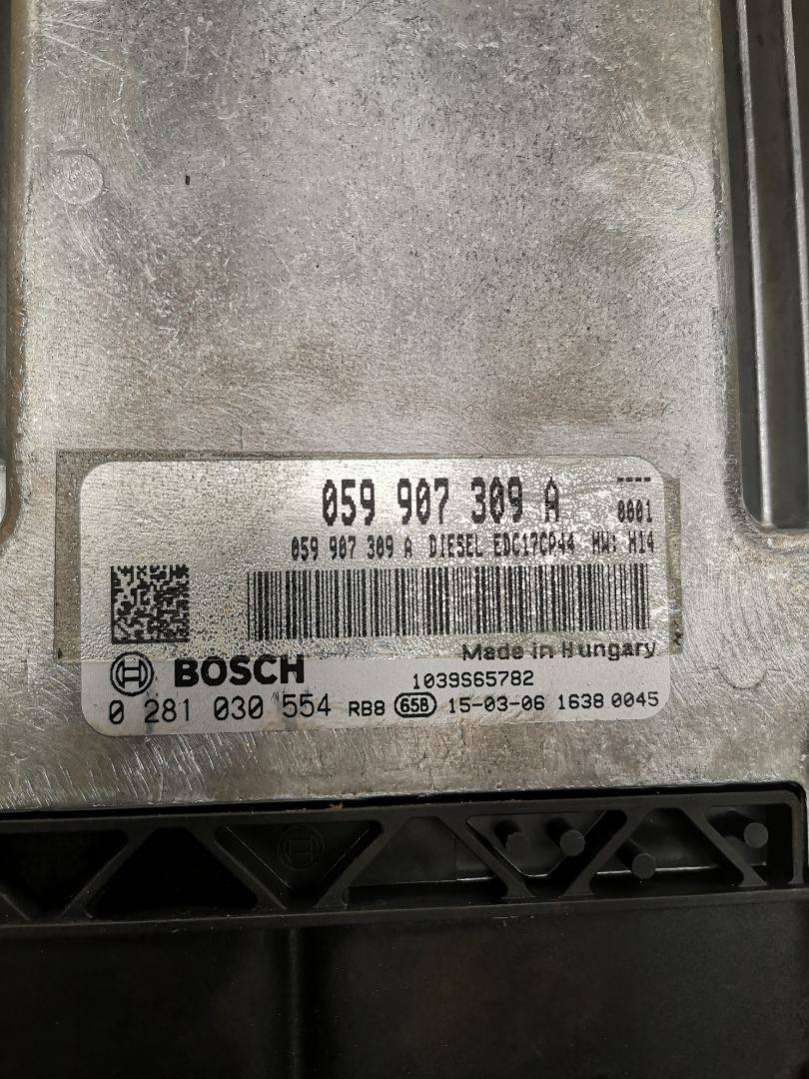 059 907 309 A ----
0001
059 907 309 A DIESEL EDC17CP44 HW: H14
Made in Hungary
BOSCH 1039S65782
0 281 030 554 RB8 65B 15-03-06 1638 0045